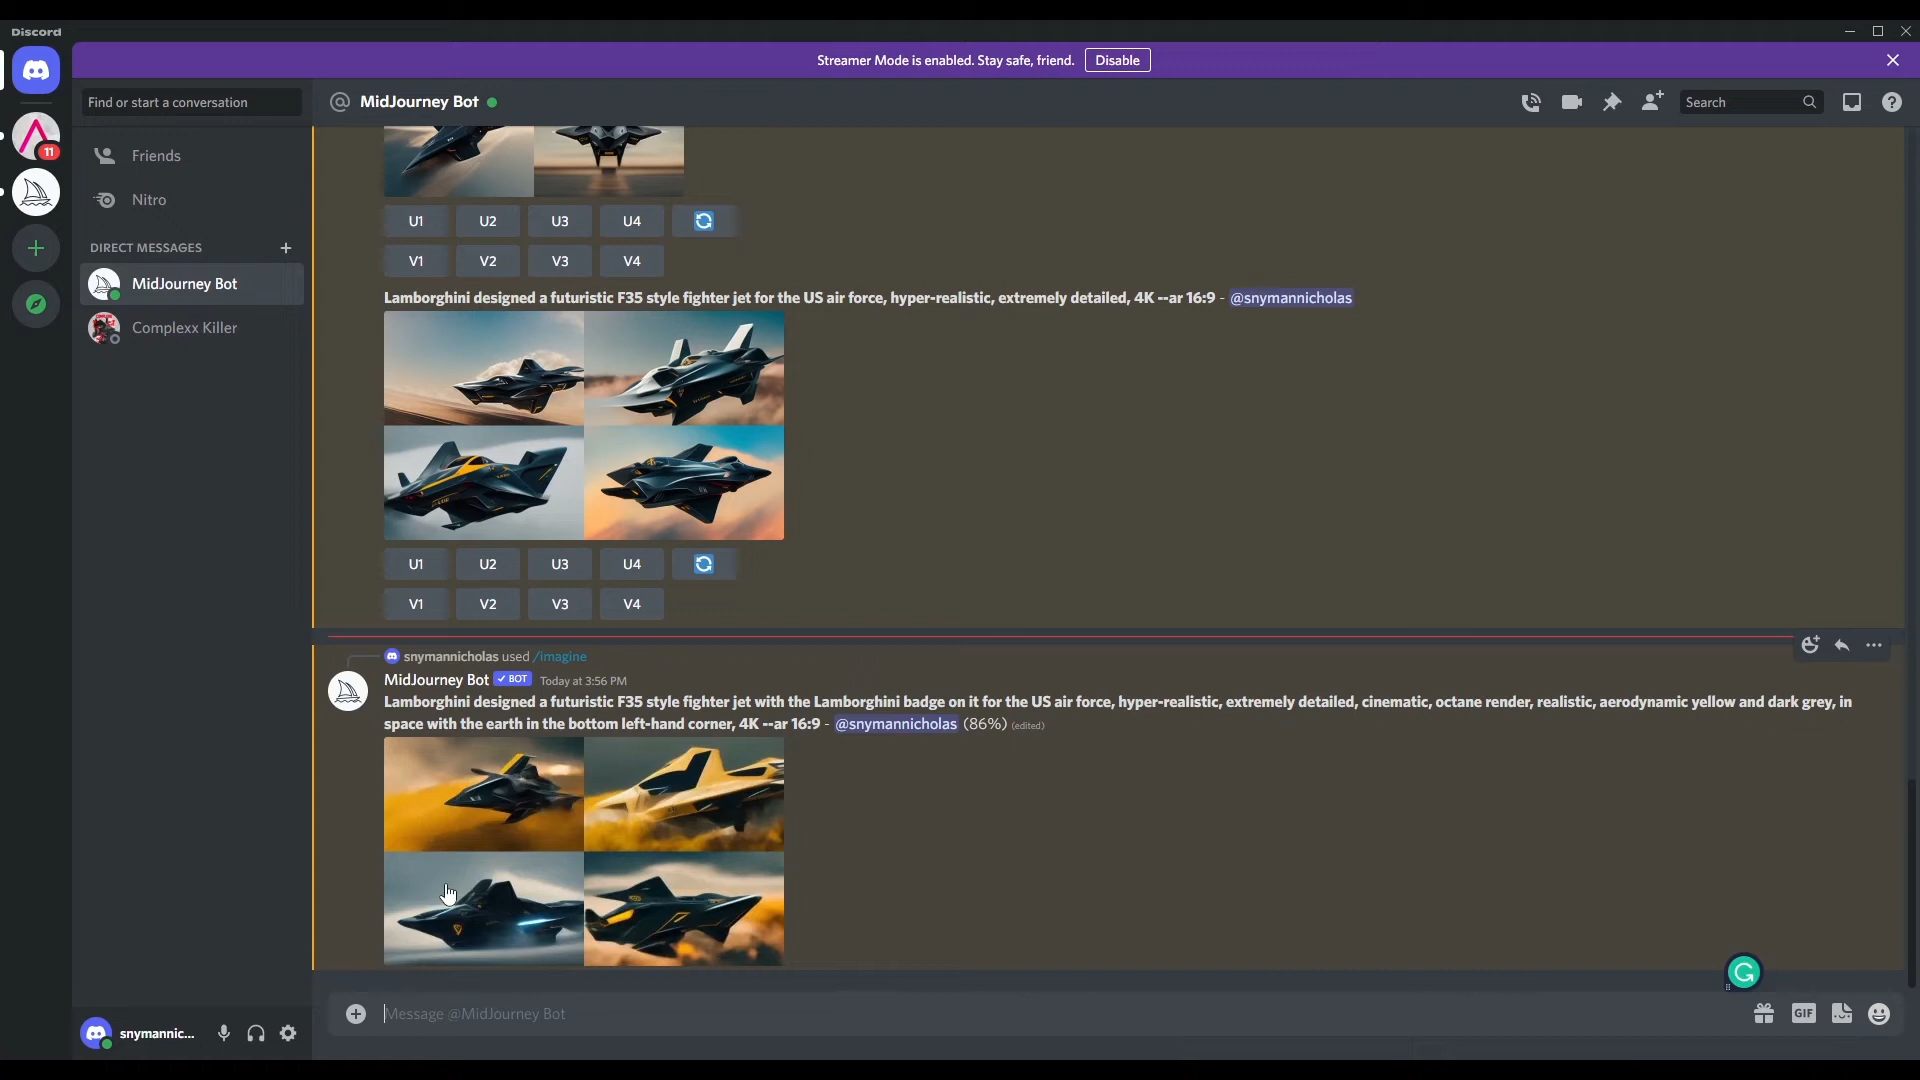 Discord
Streamer Mode is enabled. Stay safe, friend. Disable
Find or start a conversation
MidJourney Bot
Search
11
Friends
Nitro
DIRECT MESSAGES
MidJourney Bot
Complexx Killer
U1 U2 U3 U4
V1 V2 V3 V4
Lamborghini designed a futuristic F35 style fighter jet for the US air force, hyper-realistic, extremely detailed, 4K --ar 16:9 - @snymannicholas
U1 U2 U3 U4
V1 V2 V3 V4
snymannicholas used /imagine
MidJourney Bot ✓ BOT Today at 3:56 PM
Lamborghini designed a futuristic F35 style fighter jet with the Lamborghini badge on it for the US air force, hyper-realistic, extremely detailed, cinematic, octane render, realistic, aerodynamic yellow and dark grey, in
space with the earth in the bottom left-hand corner, 4K --ar 16:9 - @snymannicholas (86%) (edited)
Message @MidJourney Bot
GIF
snymannic...